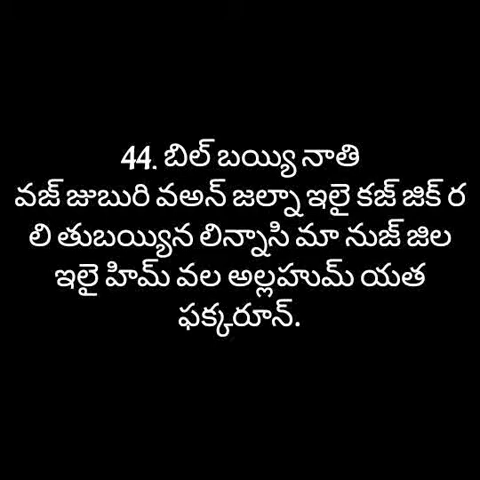 44. బిల్ బయ్యి నాతి
వజ్ జుబురి వఅన్ జల్నా ఇలై కజ్ జిక్ ర
లి తుబయ్యిన లిన్నాసి మా నుజ్ జిల
ఇలై హిమ్ వల అల్లహుమ్ యత
ఫక్కరూన్.